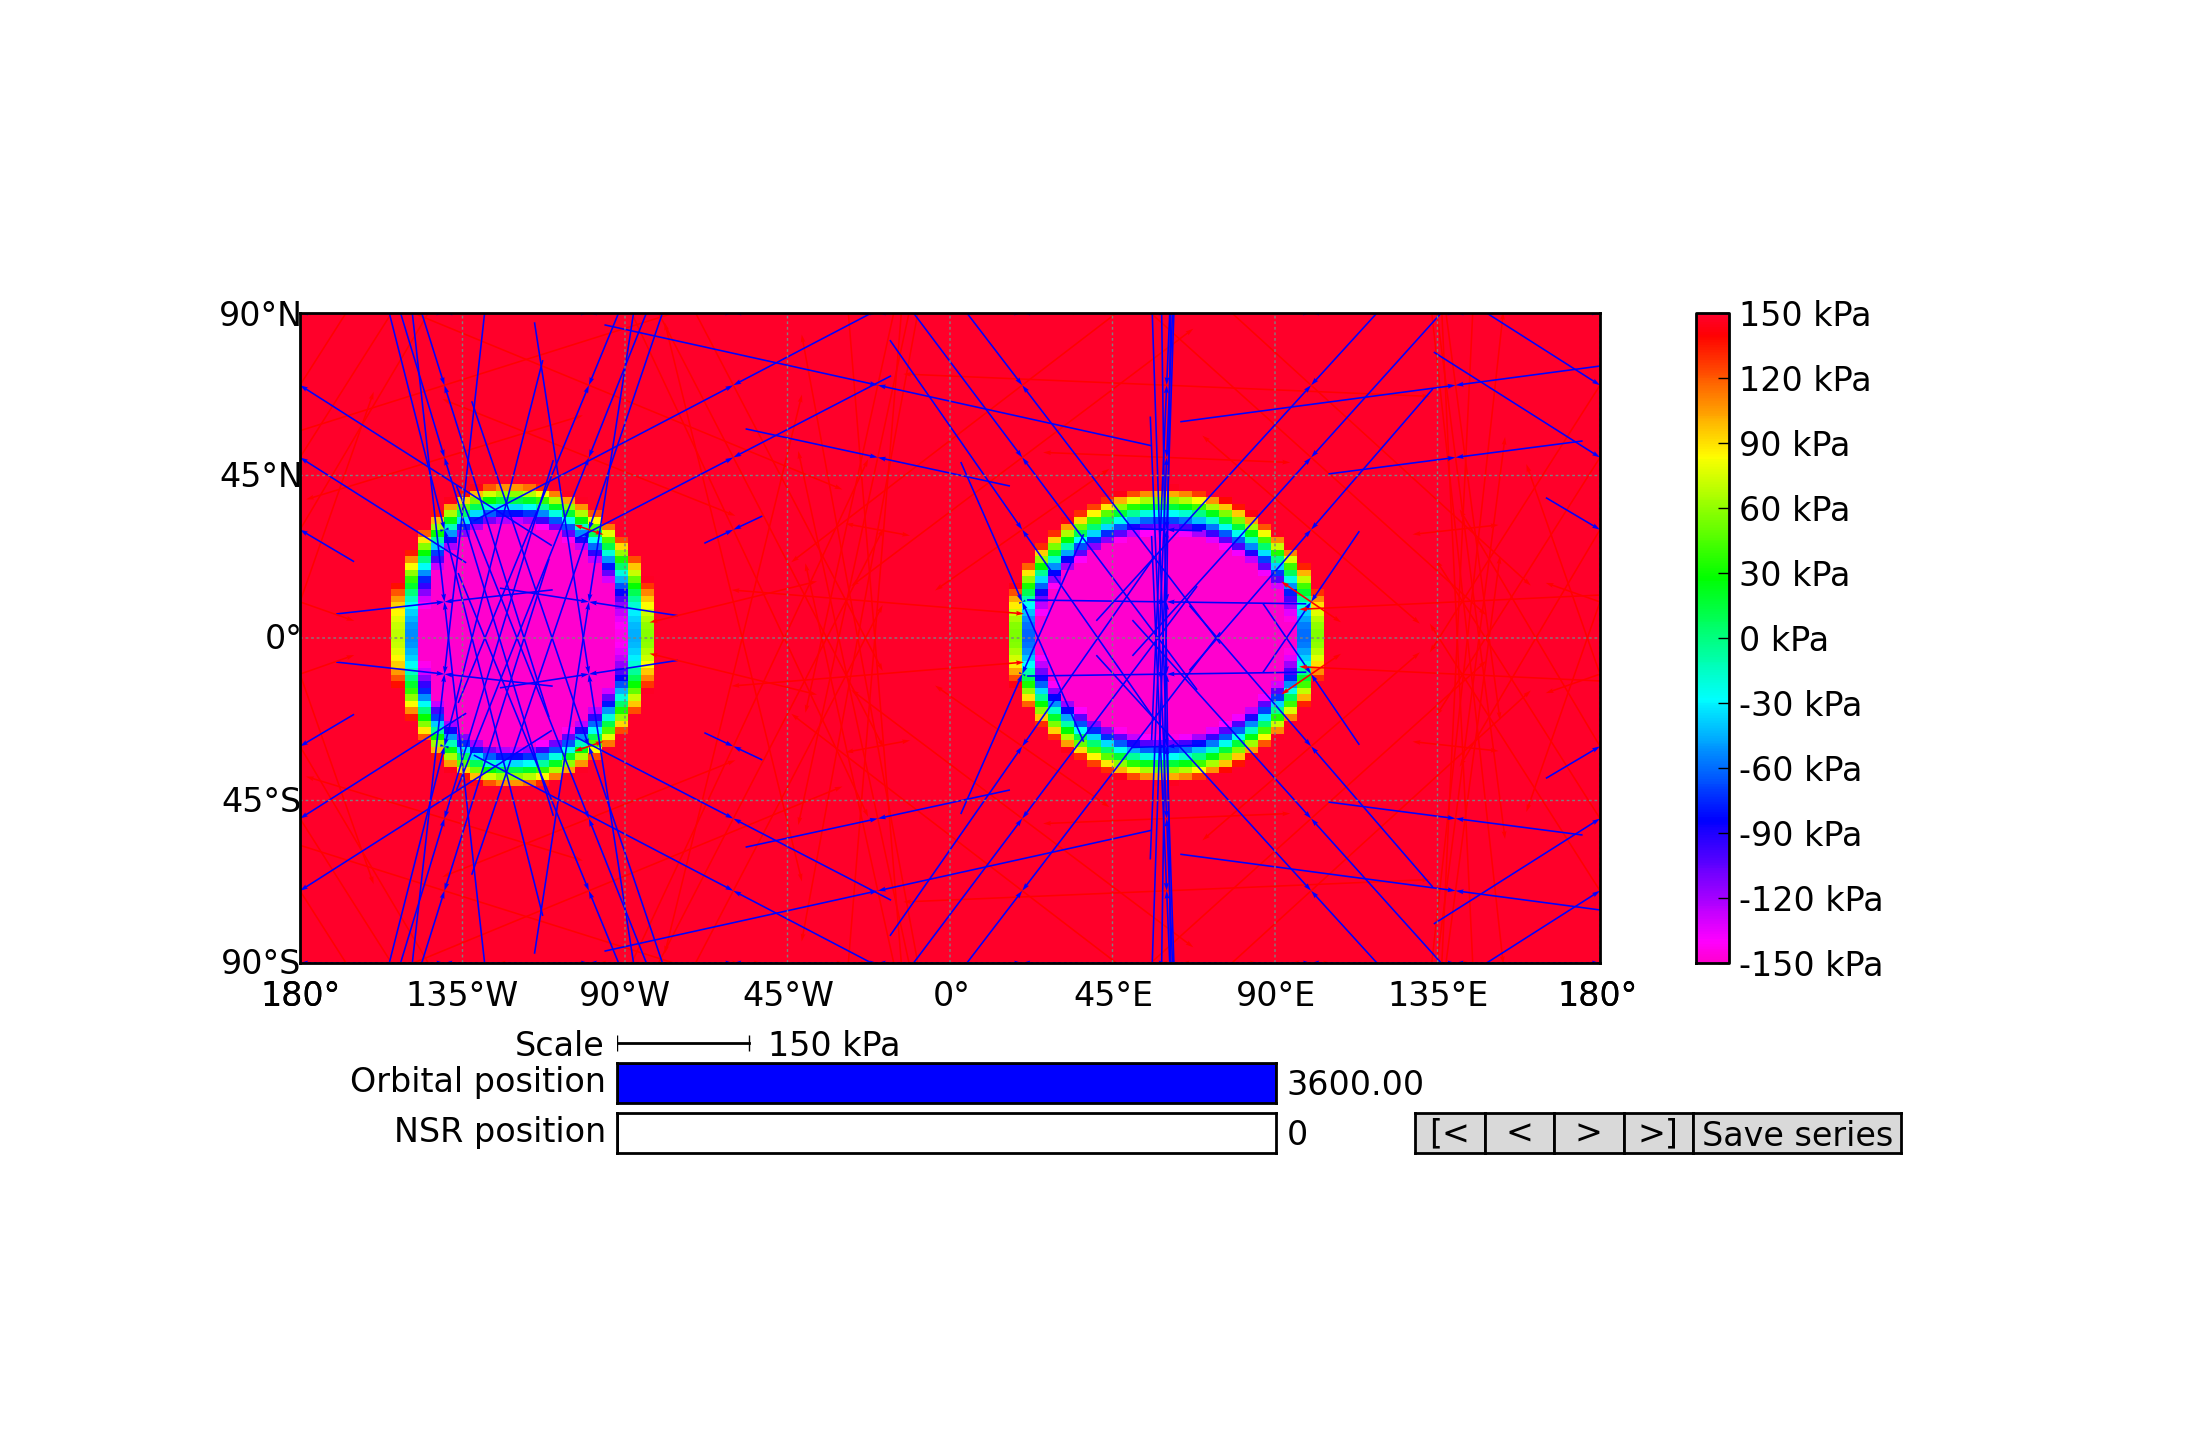 90°N
45°N
0°
45°S
90°S
180° 135°W 90°W 45°W 0° 45°E 90°E 135°E 180°
150 kPa
120 kPa
90 kPa
60 kPa
30 kPa
0 kPa
-30 kPa
-60 kPa
-90 kPa
-120 kPa
-150 kPa
Scale 150 kPa
Orbital position 3600.00
NSR position 0 [< < > >] Save series